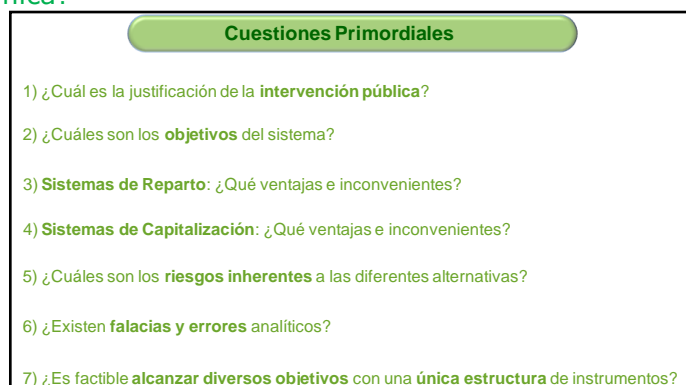 Cuestiones Primordiales
1) ¿Cuál es la justificación de la intervención pública?
2) ¿Cuáles son los objetivos del sistema?
3) Sistemas de Reparto: ¿Qué ventajas e inconvenientes?
4) Sistemas de Capitalización: ¿Qué ventajas e inconvenientes?
5) ¿Cuáles son los riesgos inherentes a las diferentes alternativas?
6) ¿Existen falacias y errores analíticos?
7) ¿Es factible alcanzar diversos objetivos con una única estructura de instrumentos?